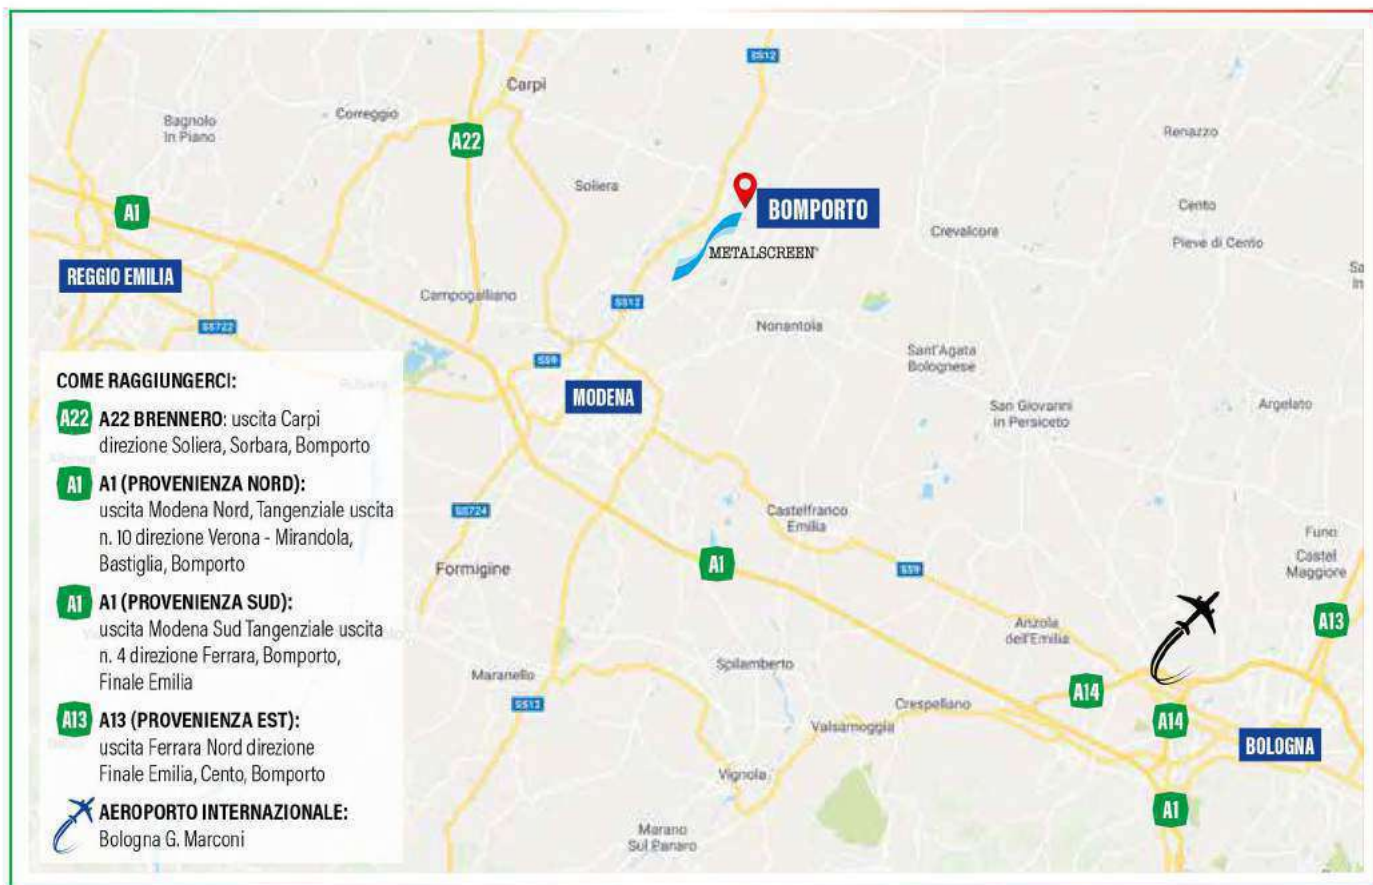 SS12
Carpi
Correggio
Bagnolo
In Piano
A22
Renazzo
Soliera
A1
BOMPORTO
Cento
Crevalcore
Pieve di Cento
METALSCREEN®
REGGIO EMILIA
Campogalliano
SS12
SS722
Nonantola
Sant'Agata
Bolognese
SS9
MODENA
San Giovanni
in Persiceto
Argelato
COME RAGGIUNGERCI:
A22 A22 BRENNERO: uscita Carpi
direzione Soliera, Sorbara, Bomporto
A1 A1 (PROVENIENZA NORD):
uscita Modena Nord, Tangenziale uscita
n. 10 direzione Verona - Mirandola,
Bastiglia, Bomporto
A1 A1 (PROVENIENZA SUD):
uscita Modena Sud Tangenziale uscita
n. 4 direzione Ferrara, Bomporto,
Finale Emilia
A13 A13 (PROVENIENZA EST):
uscita Ferrara Nord direzione
Finale Emilia, Cento, Bomporto
AEROPORTO INTERNAZIONALE:
Bologna G. Marconi
SS724
Castelfranco
Emilia
Formigine
A1
SS9
Funo
Castel
Maggiore
A13
Anzola
dell'Emilia
Maranello
Spilamberto
SS12
A14
Crespellano
A14
Valsamoggia
BOLOGNA
Vignola
A1
Marano
Sul Panaro